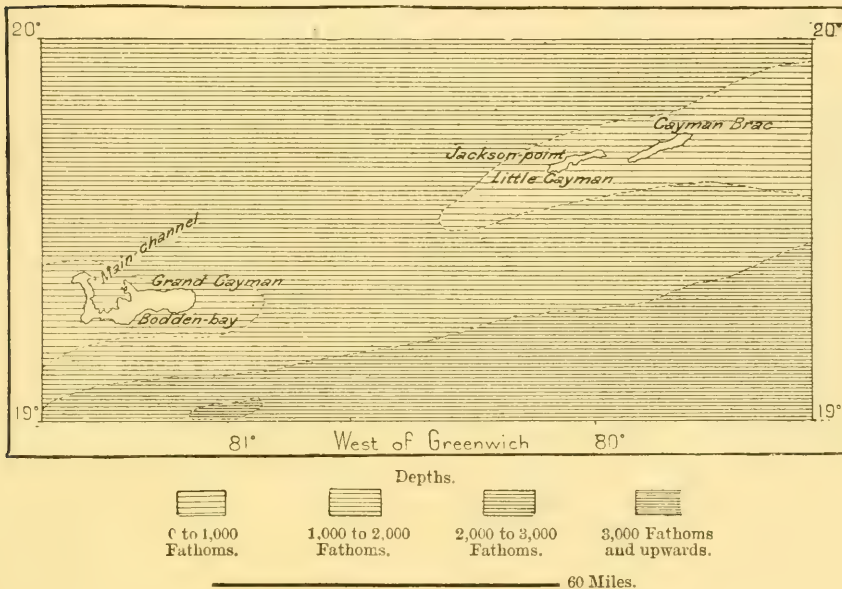 20° 20°
Cayman Brac
Jackson-point
Little Cayman
Main-channel
Grand Cayman
Bodden-bay
19° 19°
81° West of Greenwich 80°
Depths.
0 to 1,000 1,000 to 2,000 2,000 to 3,000 3,000 Fathoms
Fathoms. Fathoms. Fathoms. and upwards.
60 Miles.